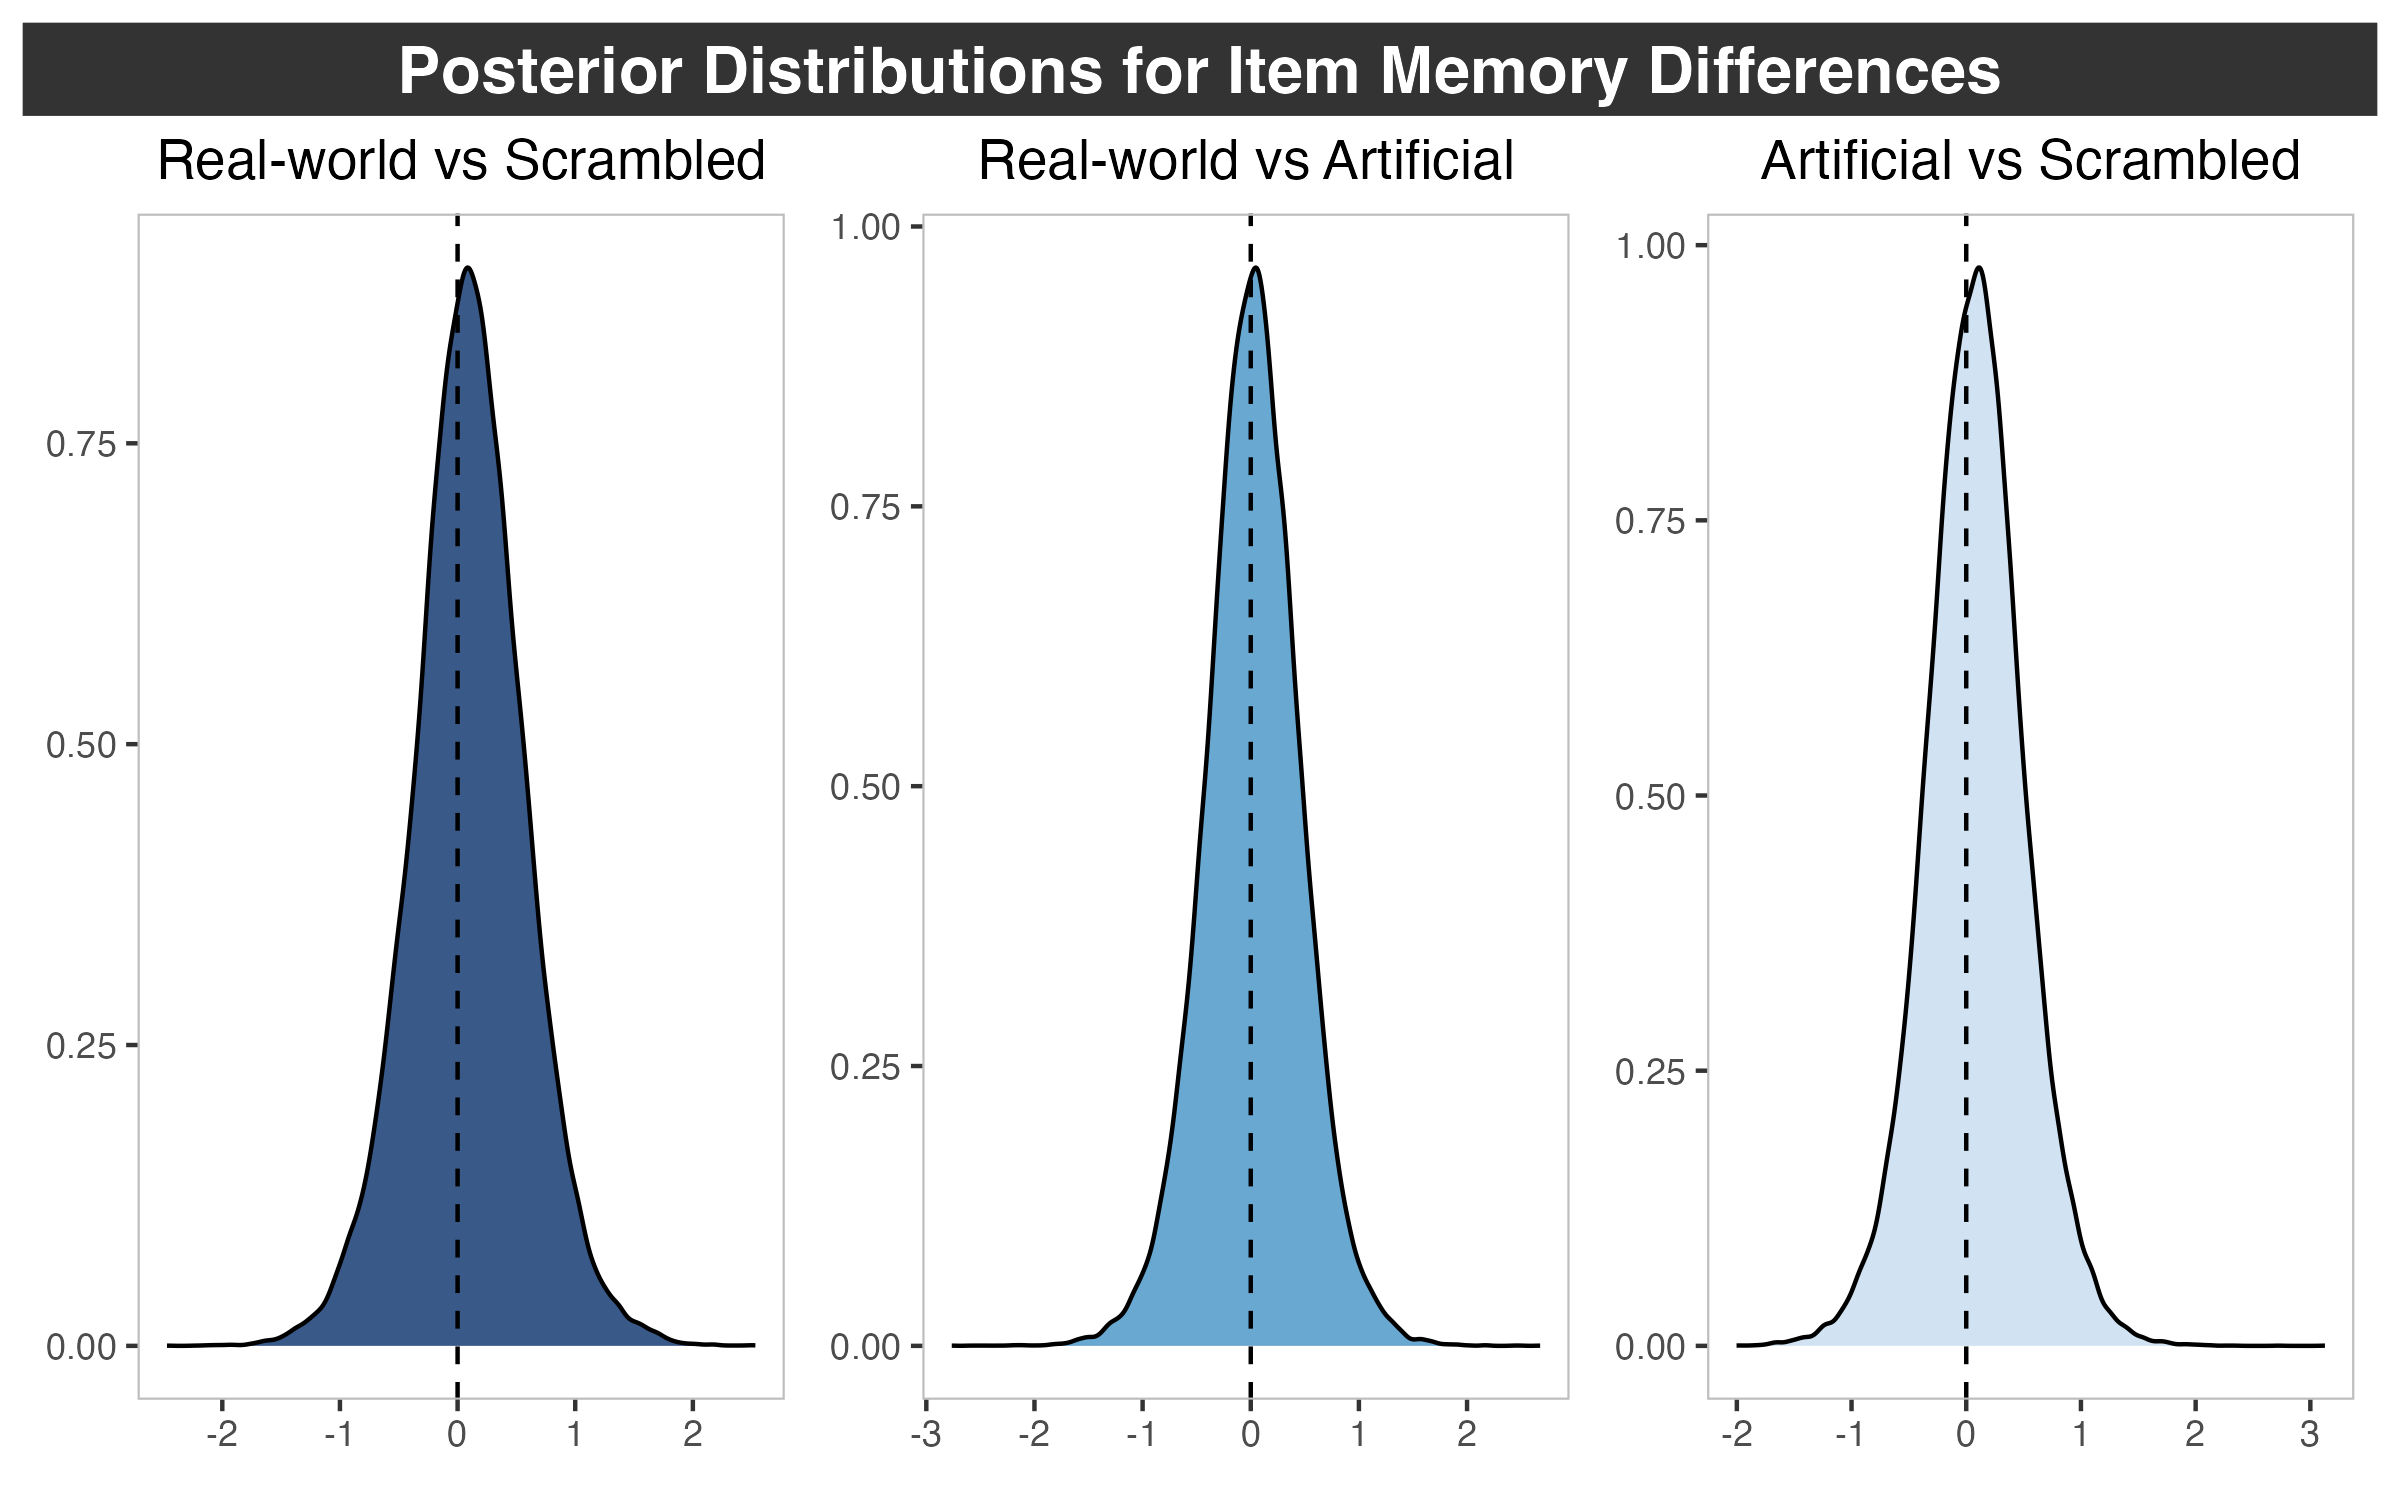 Posterior Distributions for Item Memory Differences
Real-world vs Scrambled
0.75
0.50
0.25
0.00
-2 -1 0 1 2
Real-world vs Artificial
1.00
0.75
0.50
0.25
0.00
-3 -2 -1 0 1 2
Artificial vs Scrambled
1.00
0.75
0.50
0.25
0.00
-2 -1 0 1 2 3